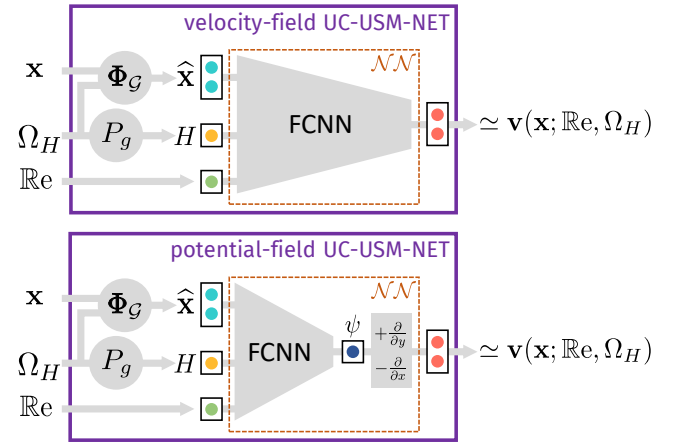 velocity-field UC-USM-NET
𝒩𝒩
x
Φ𝒢
x̂
Ω_H
P_g
H
FCNN
≃ v(x; ℝe, Ω_H)
ℝe
potential-field UC-USM-NET
𝒩𝒩
x
Φ𝒢
x̂
ψ
+∂/∂y
Ω_H
P_g
H
FCNN
−∂/∂x
≃ v(x; ℝe, Ω_H)
ℝe